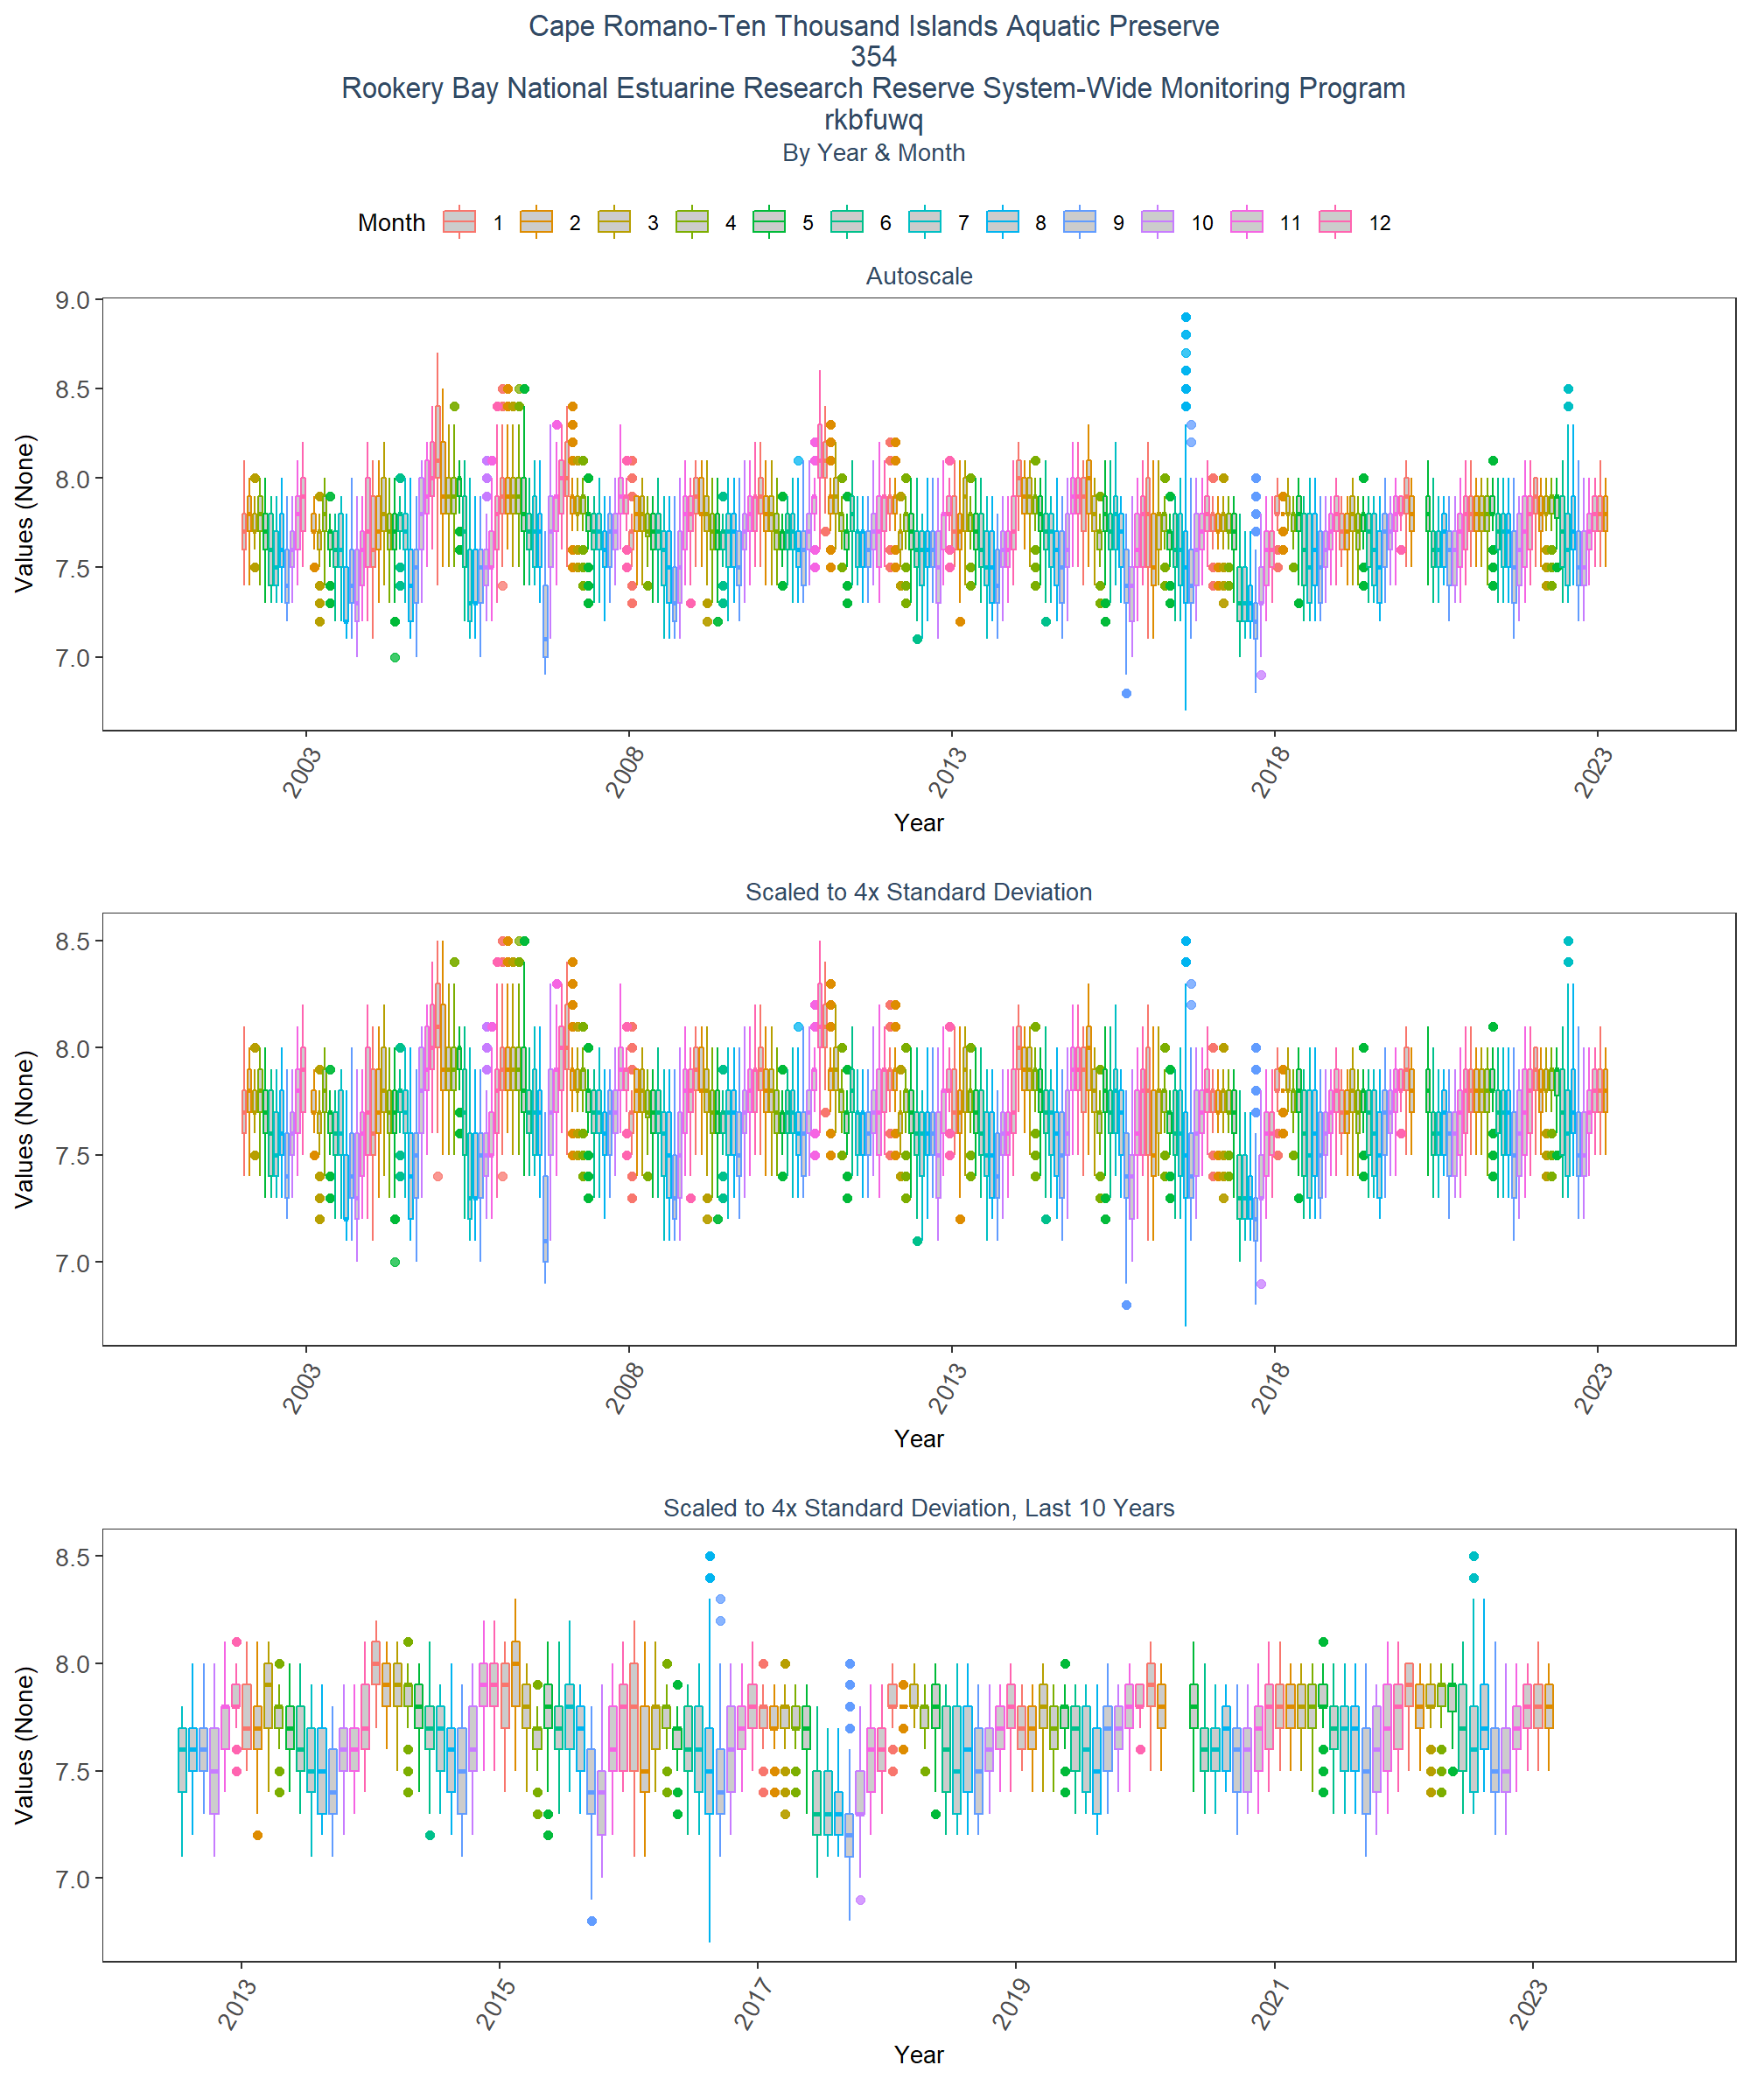 Cape Romano-Ten Thousand Islands Aquatic Preserve
354
Rookery Bay National Estuarine Research Reserve System-Wide Monitoring Program
rkbfuwq
By Year & Month
Month 1 2 3 4 5 6 7 8 9 10 11 12
Autoscale
9.0
8.5
8.0
7.5
7.0
Values (None)
2003 2008 2013 2018 2023
Year
Scaled to 4x Standard Deviation
8.5
8.0
7.5
7.0
Values (None)
2003 2008 2013 2018 2023
Year
Scaled to 4x Standard Deviation, Last 10 Years
8.5
8.0
7.5
7.0
Values (None)
2013 2015 2017 2019 2021 2023
Year